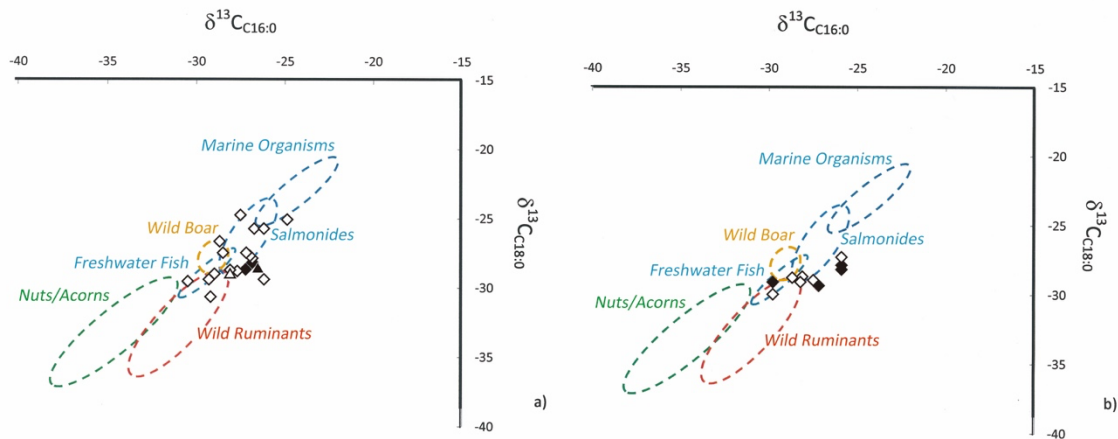 δ13CC16:0
-40 -35 -30 -25 -20 -15
-15
-20
-25
-30
-35
-40
δ13CC18:0
Marine Organisms
Wild Boar
Salmonides
Freshwater Fish
Nuts/Acorns
Wild Ruminants
a)
δ13CC16:0
-40 -35 -30 -25 -20 -15
-15
-20
-25
-30
-35
-40
δ13CC18:0
Marine Organisms
Wild Boar
Salmonides
Freshwater Fish
Nuts/Acorns
Wild Ruminants
b)